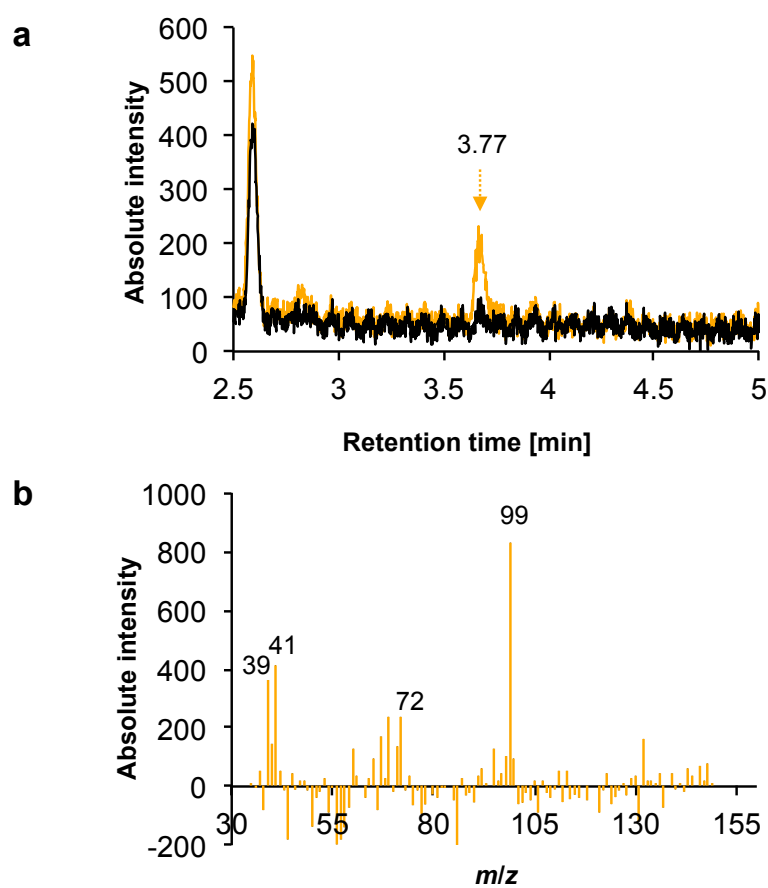 a
600
500
400
300
200
100
0
Absolute intensity
3.77
2.5 3 3.5 4 4.5 5
Retention time [min]
b
1000
800
600
400
200
0
-200
Absolute intensity
99
41
39
72
30 55 80 105 130 155
m/z